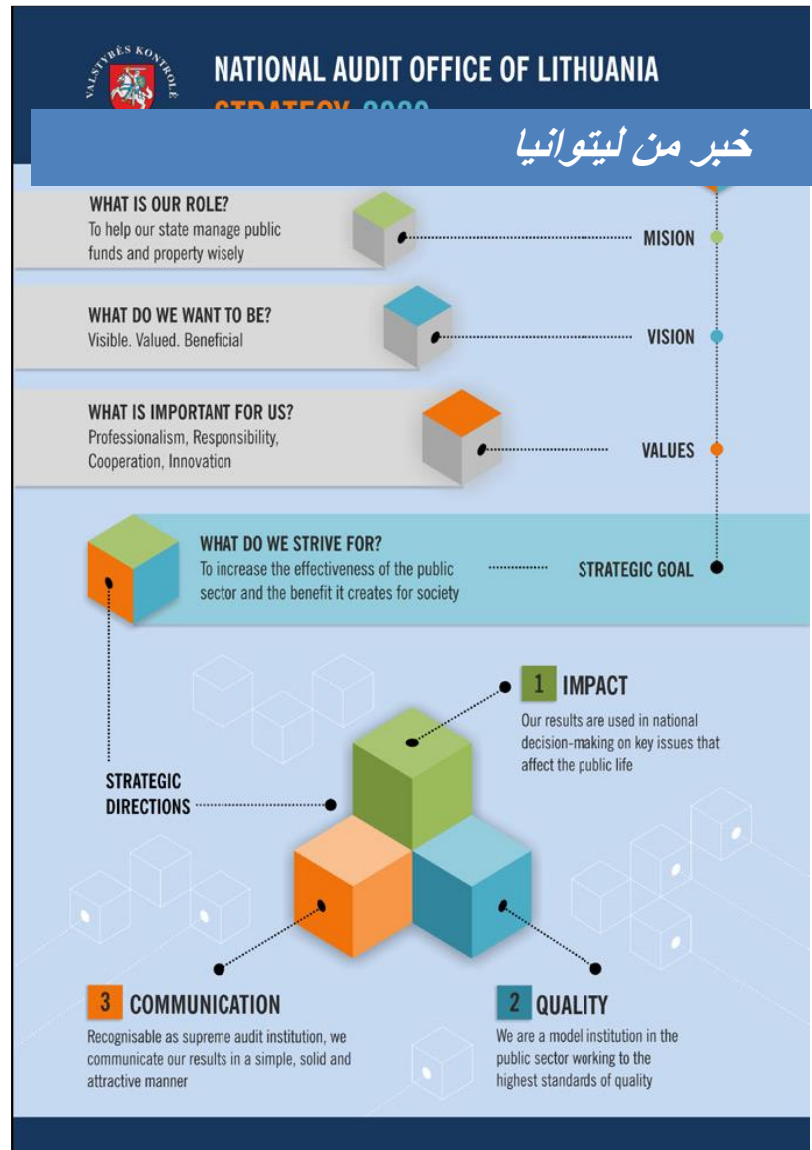 VALSTYBĖS KONTROLĖ
NATIONAL AUDIT OFFICE OF LITHUANIA
STRATEGY 2020
خبر من ليتوانيا
WHAT IS OUR ROLE?
To help our state manage public
funds and property wisely
MISION
WHAT DO WE WANT TO BE?
Visible. Valued. Beneficial
VISION
WHAT IS IMPORTANT FOR US?
Professionalism, Responsibility,
Cooperation, Innovation
VALUES
WHAT DO WE STRIVE FOR?
To increase the effectiveness of the public
sector and the benefit it creates for society
STRATEGIC GOAL
1 IMPACT
Our results are used in national
decision-making on key issues that
affect the public life
STRATEGIC
DIRECTIONS
3 COMMUNICATION
Recognisable as supreme audit institution, we
communicate our results in a simple, solid and
attractive manner
2 QUALITY
We are a model institution in the
public sector working to the
highest standards of quality